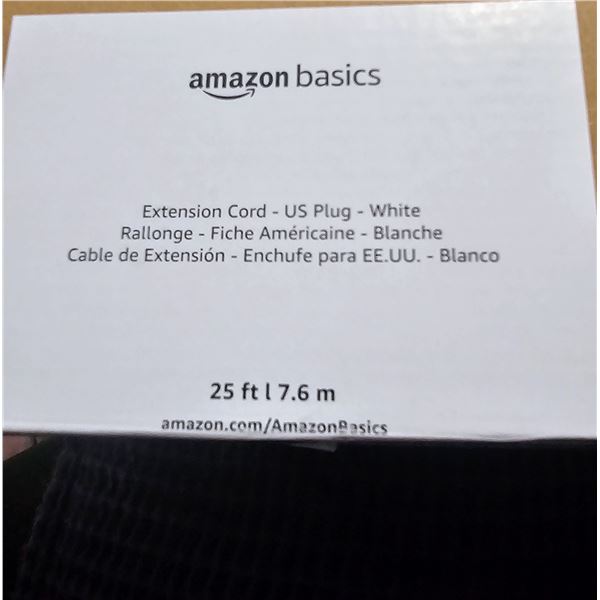 amazon basics
Extension Cord - US Plug - White
Rallonge - Fiche Américaine - Blanche
Cable de Extensión - Enchufe para EE.UU. - Blanco
25 ft l 7.6 m
amazon.com/AmazonBasics